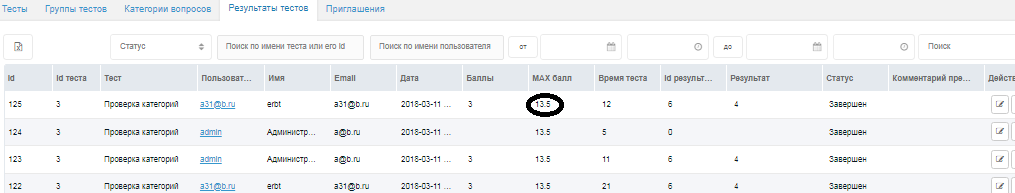 Тесты Группы тестов Категории вопросов Результаты тестов Приглашения
Статус Поиск по имени теста или его Id Поиск по имени пользователя от до Поиск
Id Id теста Тест Пользоват... Имя Email Дата Баллы MAX балл Время теста Id результ... Результат Статус Комментарий пре... Действ
125 3 Проверка категорий a31@b.ru erbt a31@b.ru 2018-03-11 ... 3 13.5 12 6 4 Завершен
124 3 Проверка категорий admin Администр... a@b.ru 2018-03-11 ... 13.5 5 0 Завершен
123 3 Проверка категорий admin Администр... a@b.ru 2018-03-11 ... 3 13.5 11 6 4 Завершен
122 3 Проверка категорий a31@b.ru erbt a31@b.ru 2018-03-11 ... 3 13.5 21 6 4 Завершен